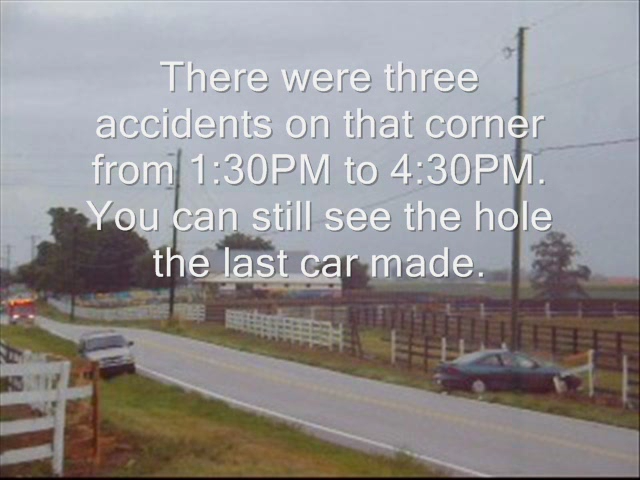 There were three
accidents on that corner
from 1:30PM to 4:30PM.
You can still see the hole
the last car made.